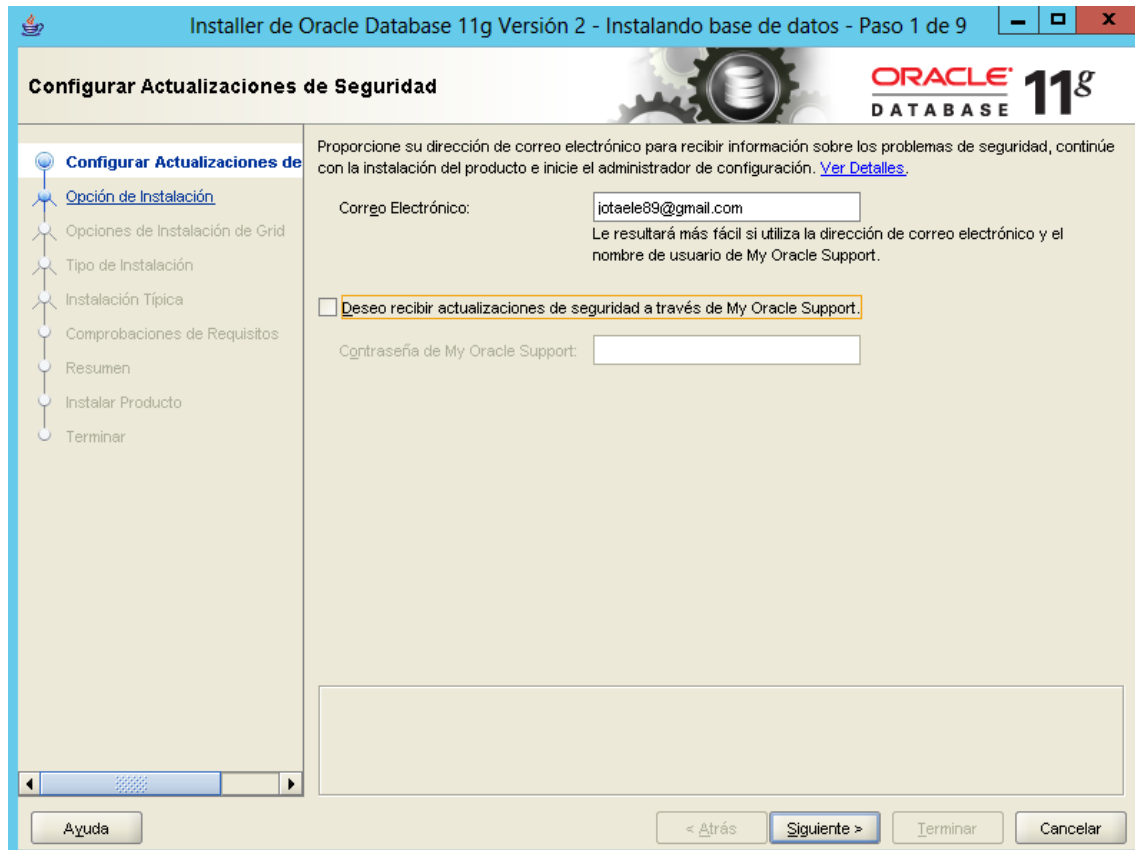 Installer de Oracle Database 11g Versión 2 - Instalando base de datos - Paso 1 de 9
Configurar Actualizaciones de Seguridad
ORACLE
DATABASE
11g
Configurar Actualizaciones de
Opción de Instalación
Opciones de Instalación de Grid
Tipo de Instalación
Instalación Típica
Comprobaciones de Requisitos
Resumen
Instalar Producto
Terminar
Proporcione su dirección de correo electrónico para recibir información sobre los problemas de seguridad, continúe
con la instalación del producto e inicie el administrador de configuración. Ver Detalles.
Correo Electrónico:
jotaele89@gmail.com
Le resultará más fácil si utiliza la dirección de correo electrónico y el
nombre de usuario de My Oracle Support.
Deseo recibir actualizaciones de seguridad a través de My Oracle Support.
Contraseña de My Oracle Support:
Ayuda
< Atrás
Siguiente >
Terminar
Cancelar